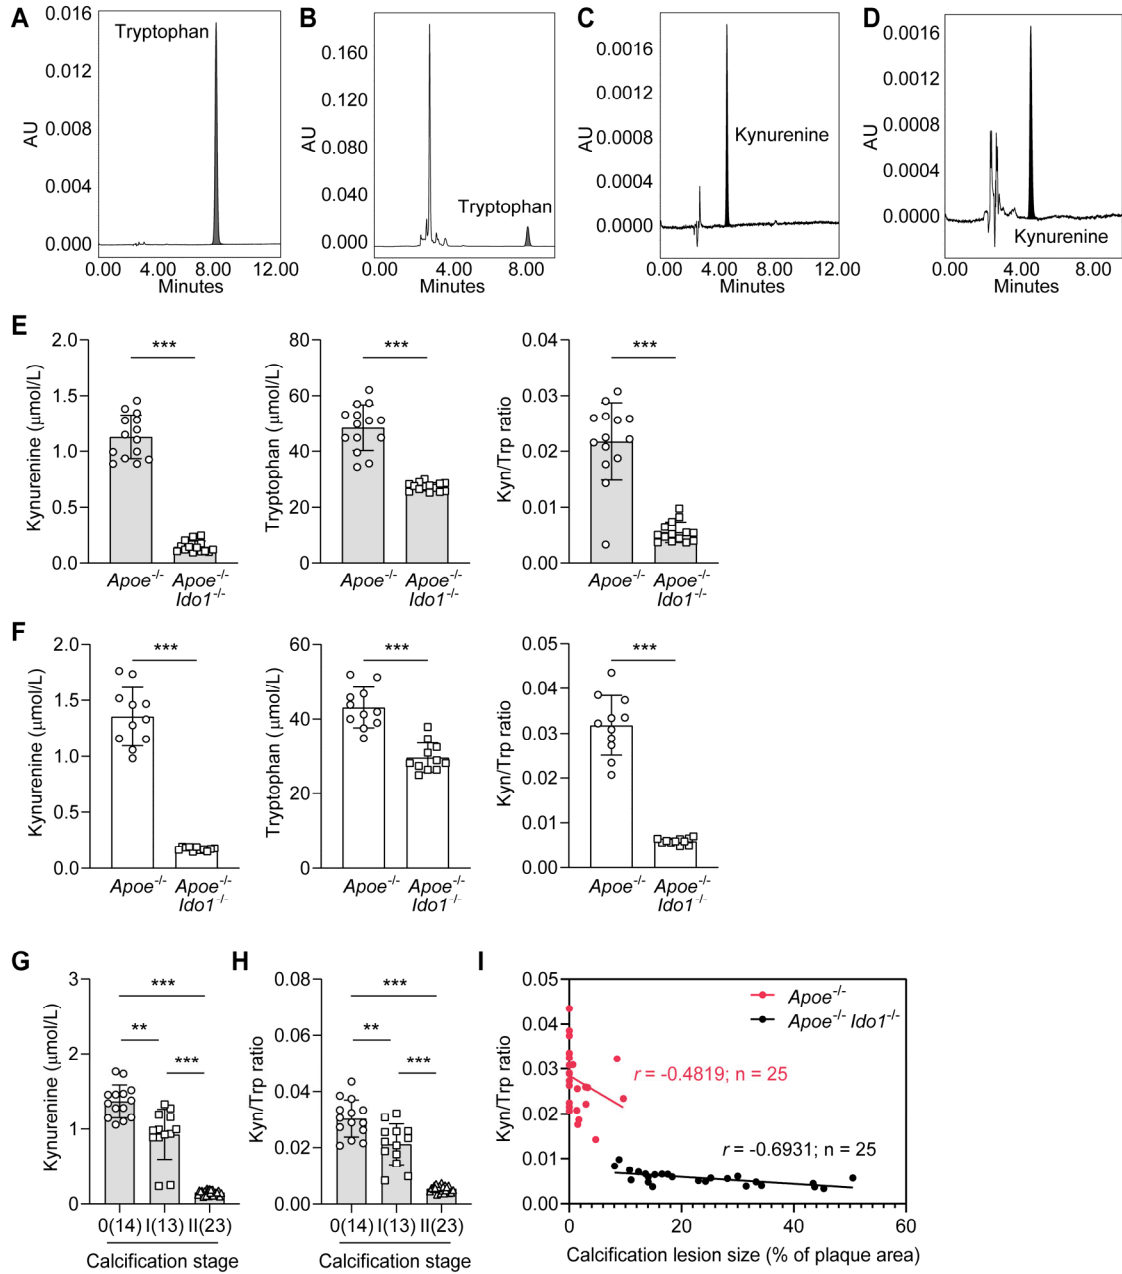 A
0.016
0.012
0.008
0.004
0.000
AU
Tryptophan
0.00 4.00 8.00 12.00
Minutes
B
0.160
0.120
0.080
0.040
0.000
AU
Tryptophan
0.00 4.00 8.00
Minutes
C
0.0016
0.0012
0.0008
0.0004
0.0000
AU
Kynurenine
0.00 4.00 8.00 12.00
Minutes
D
0.0016
0.0012
0.0008
0.0004
0.0000
AU
Kynurenine
0.00 4.00 8.00
Minutes
E
Kynurenine (μmol/L)
2.0
1.5
1.0
0.5
0.0
***
Apoe-/- Apoe-/-
Ido1-/-
Tryptophan (μmol/L)
80
60
40
20
0
***
Apoe-/- Apoe-/-
Ido1-/-
Kyn/Trp ratio
0.04
0.03
0.02
0.01
0.00
***
Apoe-/- Apoe-/-
Ido1-/-
F
Kynurenine (μmol/L)
2.0
1.5
1.0
0.5
0.0
***
Apoe-/- Apoe-/-
Ido1-/-
Tryptophan (μmol/L)
60
40
20
0
***
Apoe-/- Apoe-/-
Ido1-/-
Kyn/Trp ratio
0.05
0.04
0.03
0.02
0.01
0.00
***
Apoe-/- Apoe-/-
Ido1-/-
G
Kynurenine (μmol/L)
3
2
1
0
***
**
***
0(14) I(13) II(23)
Calcification stage
H
Kyn/Trp ratio
0.08
0.06
0.04
0.02
0.00
***
**
***
0(14) I(13) II(23)
Calcification stage
I
Kyn/Trp ratio
0.05
0.04
0.03
0.02
0.01
0.00
Apoe-/-
Apoe-/- Ido1-/-
r = -0.4819; n = 25
r = -0.6931; n = 25
0 20 40 60
Calcification lesion size (% of plaque area)